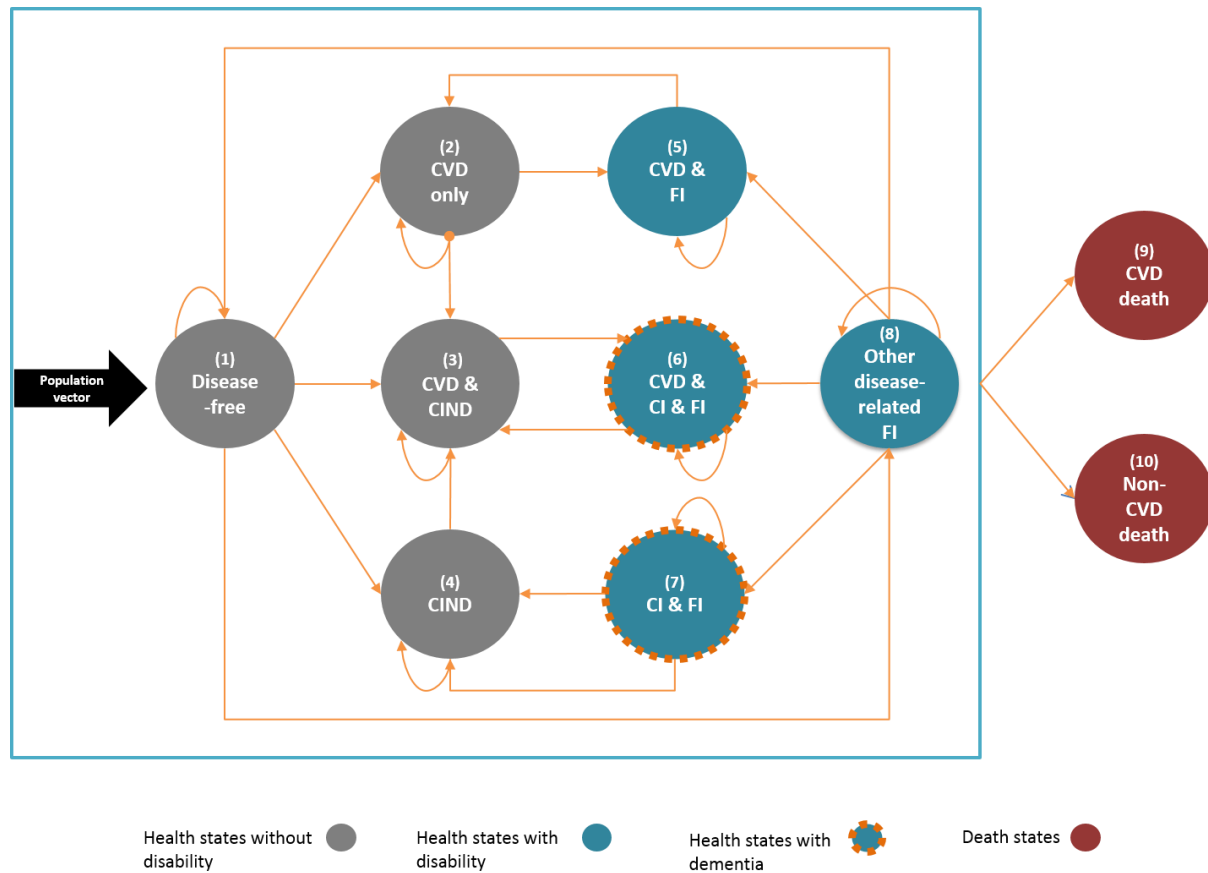 (2)
CVD
only
(5)
CVD &
FI
(9)
CVD
death
Population
vector
(1)
Disease
-free
(3)
CVD &
CIND
(6)
CVD &
CI & FI
(8)
Other
disease-
related
FI
(10)
Non-
CVD
death
(4)
CIND
(7)
CI & FI
Health states without
disability
Health states with
disability
Health states with
dementia
Death states